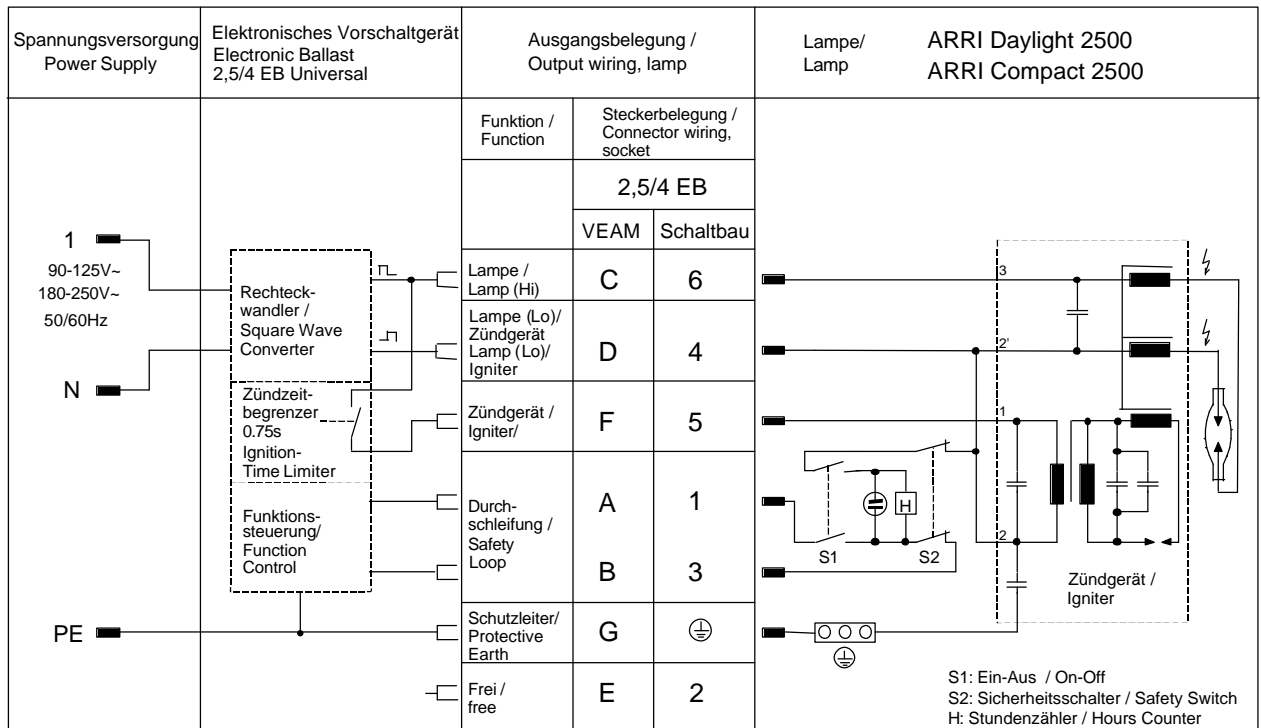 Spannungsversorgung
Power Supply
Elektronisches Vorschaltgerät
Electronic Ballast
2,5/4 EB Universal
Ausgangsbelegung /
Output wiring, lamp
Lampe/
Lamp
ARRI Daylight 2500
ARRI Compact 2500
Funktion /
Function
Steckerbelegung /
Connector wiring,
socket
2,5/4 EB
VEAM
Schaltbau
1
90-125V~
180-250V~
50/60Hz
N
PE
Rechteck-
wandler /
Square Wave
Converter
Zündzeit-
begrenzer
0.75s
Ignition-
Time Limiter
Funktions-
steuerung/
Function
Control
Lampe /
Lamp (Hi)
C
6
Lampe (Lo)/
Zündgerät
Lamp (Lo)/
Igniter
D
4
Zündgerät /
Igniter/
F
5
Durch-
schleifung /
Safety
Loop
A
1
B
3
Schutzleiter/
Protective
Earth
G
Frei /
free
E
2
3
2'
1
2
H
S1
S2
Zündgerät /
Igniter
S1: Ein-Aus / On-Off
S2: Sicherheitsschalter / Safety Switch
H: Stundenzähler / Hours Counter